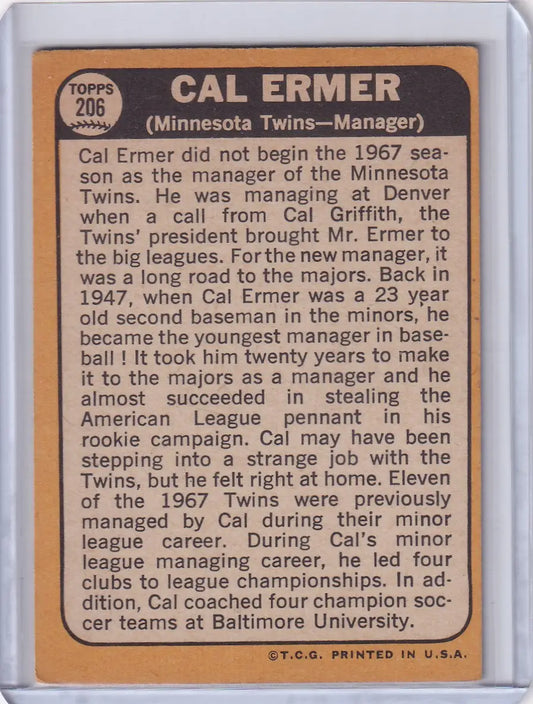 TOPPS
206
CAL ERMER
(Minnesota Twins—Manager)
Cal Ermer did not begin the 1967 sea-
son as the manager of the Minnesota
Twins. He was managing at Denver
when a call from Cal Griffith, the
Twins' president brought Mr. Ermer to
the big leagues. For the new manager, it
was a long road to the majors. Back in
1947, when Cal Ermer was a 23 year
old second baseman in the minors, he
became the youngest manager in base-
ball ! It took him twenty years to make
it to the majors as a manager and he
almost succeeded in stealing the
American League pennant in his
rookie campaign. Cal may have been
stepping into a strange job with the
Twins, but he felt right at home. Eleven
of the 1967 Twins were previously
managed by Cal during their minor
league career. During Cal's minor
league managing career, he led four
clubs to league championships. In ad-
dition, Cal coached four champion soc-
cer teams at Baltimore University.
©T.C.G. PRINTED IN U.S.A.